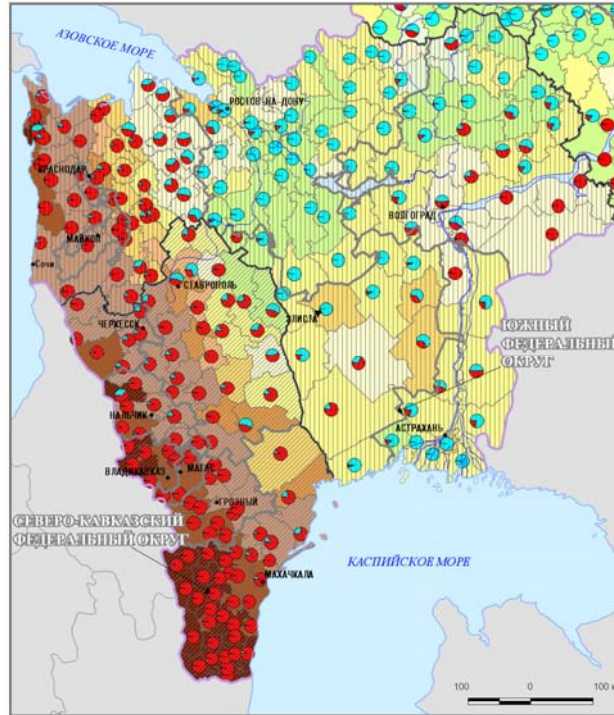 АЗОВСКОЕ МОРЕ
РОСТОВ-НА-ДОНУ
КРАСНОДАР
ВОЛГОГРАД
МАЙКОП
Сочи
СТАВРОПОЛЬ
ЭЛИСТА
ЮЖНЫЙ
ФЕДЕРАЛЬНЫЙ
ОКРУГ
ЧЕРКЕССК
НАЛЬЧИК
АСТРАХАНЬ
МАГАС
ВЛАДИКАВКАЗ
ГРОЗНЫЙ
СЕВЕРО-КАВКАЗСКИЙ
ФЕДЕРАЛЬНЫЙ ОКРУГ
КАСПИЙСКОЕ МОРЕ
МАХАЧКАЛА
100 0 100